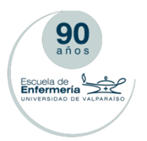 90
años
Escuela de
Enfermería
UNIVERSIDAD DE VALPARAÍSO